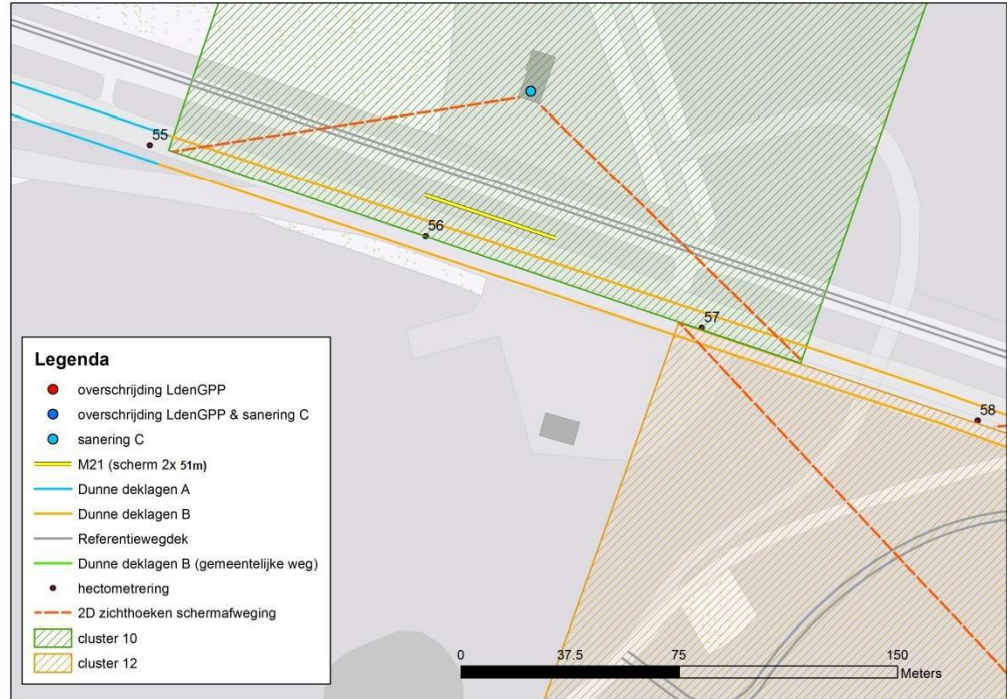 55
56
57
58
Legenda
overschrijding LdenGPP
overschrijding LdenGPP & sanering C
sanering C
M21 (scherm 2x 51m)
Dunne deklagen A
Dunne deklagen B
Referentiewegdek
Dunne deklagen B (gemeentelijke weg)
hectometrering
2D zichthoeken schermafweging
cluster 10
cluster 12
0 37.5 75 150
Meters